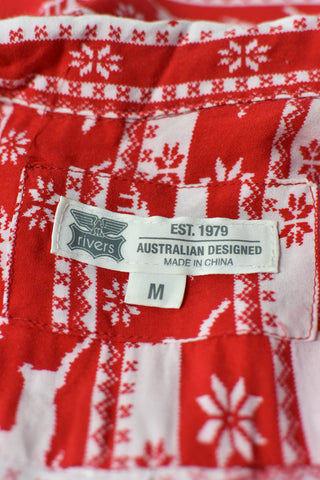 rivers
EST. 1979
AUSTRALIAN DESIGNED
MADE IN CHINA
M